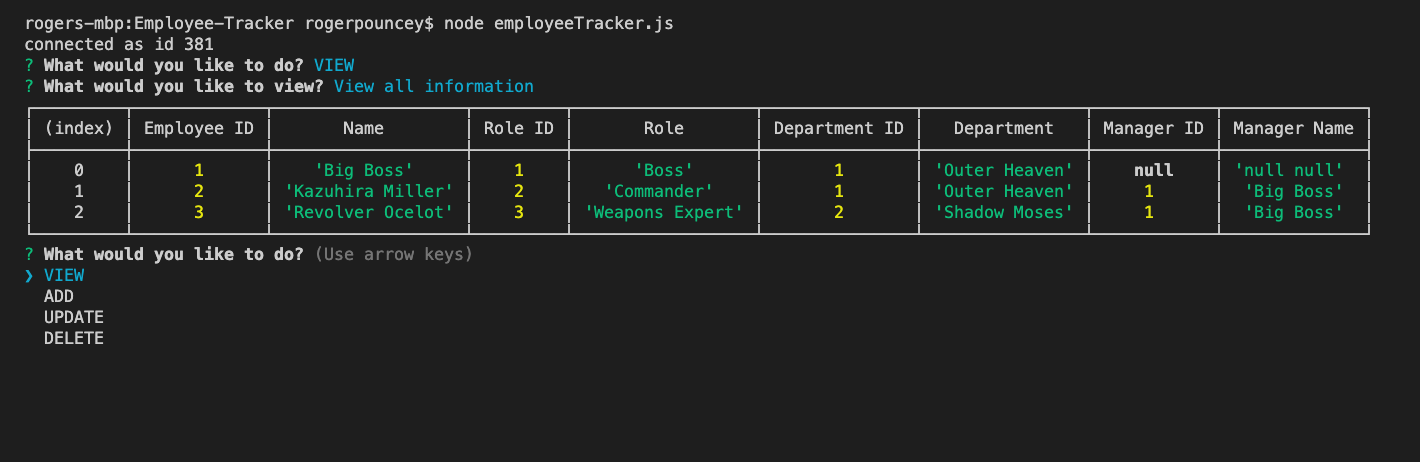 rogers-mbp:Employee-Tracker rogerpouncey$ node employeeTracker.js
connected as id 381
? What would you like to do? VIEW
? What would you like to view? View all information
(index) Employee ID Name Role ID Role Department ID Department Manager ID Manager Name
0 1 'Big Boss' 1 'Boss' 1 'Outer Heaven' null 'null null'
1 2 'Kazuhira Miller' 2 'Commander' 1 'Outer Heaven' 1 'Big Boss'
2 3 'Revolver Ocelot' 3 'Weapons Expert' 2 'Shadow Moses' 1 'Big Boss'
? What would you like to do? (Use arrow keys)
❯ VIEW
ADD
UPDATE
DELETE